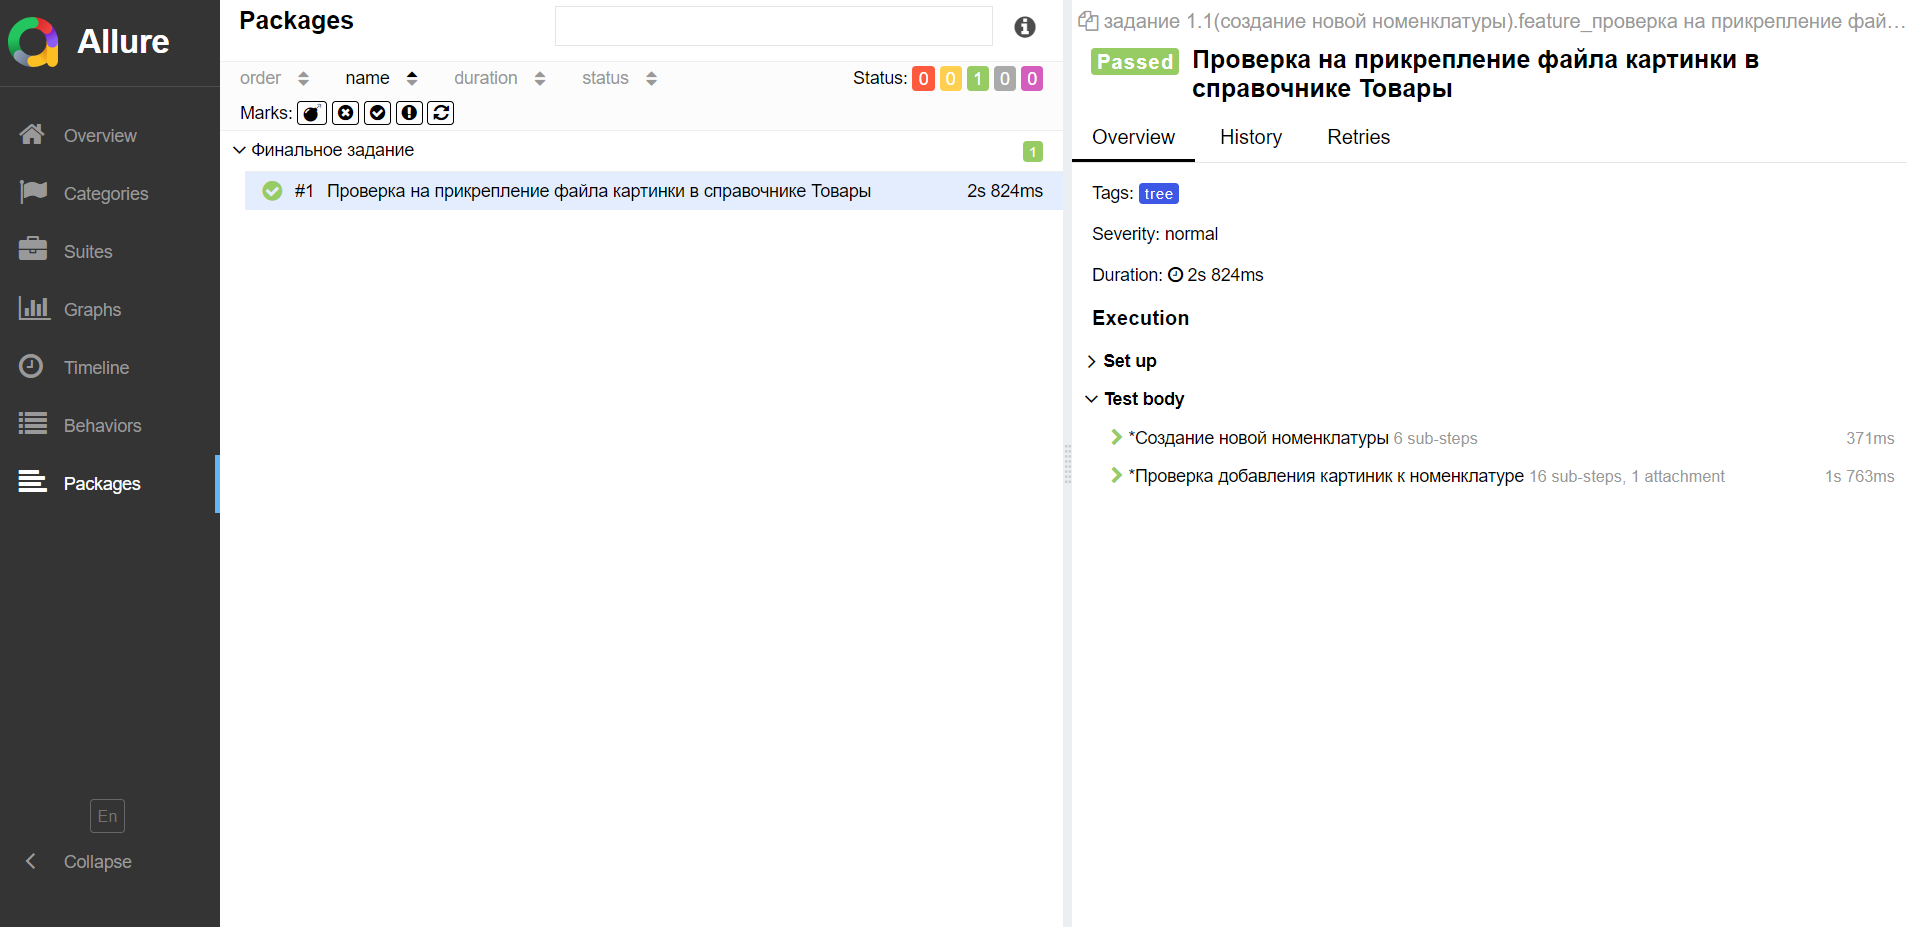 Allure
Overview
Categories
Suites
Graphs
Timeline
Behaviors
Packages
En
Collapse
Packages
order name duration status Status: 0 0 1 0 0
Marks:
Финальное задание 1
#1 Проверка на прикрепление файла картинки в справочнике Товары 2s 824ms
задание 1.1(создание новой номенклатуры).feature_проверка на прикрепление фай…
Passed Проверка на прикрепление файла картинки в
справочнике Товары
Overview History Retries
Tags: tree
Severity: normal
Duration: 2s 824ms
Execution
Set up
Test body
*Создание новой номенклатуры 6 sub-steps 371ms
*Проверка добавления картиник к номенклатуре 16 sub-steps, 1 attachment 1s 763ms